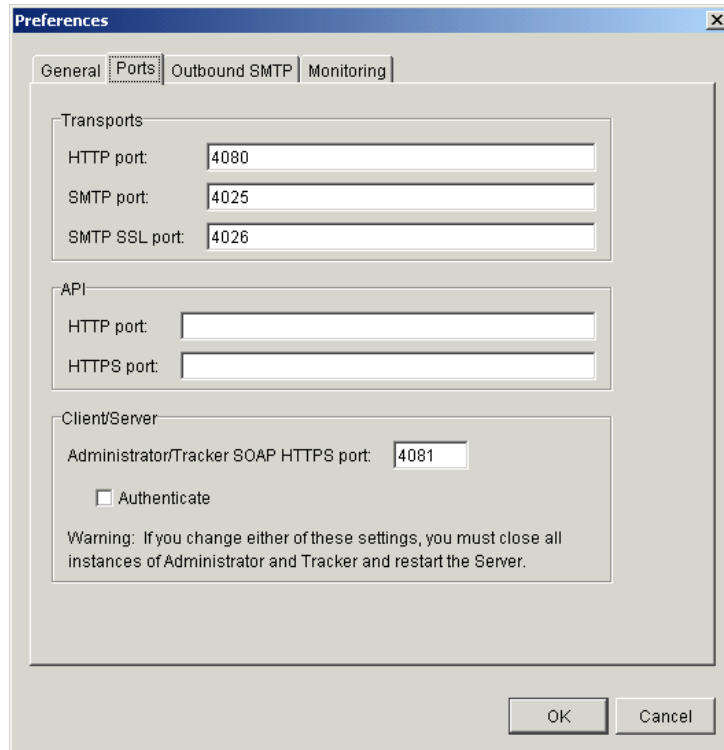 Preferences
General Ports Outbound SMTP Monitoring
Transports
HTTP port: 4080
SMTP port: 4025
SMTP SSL port: 4026
API
HTTP port:
HTTPS port:
Client/Server
Administrator/Tracker SOAP HTTPS port: 4081
Authenticate
Warning: If you change either of these settings, you must close all
instances of Administrator and Tracker and restart the Server.
OK Cancel